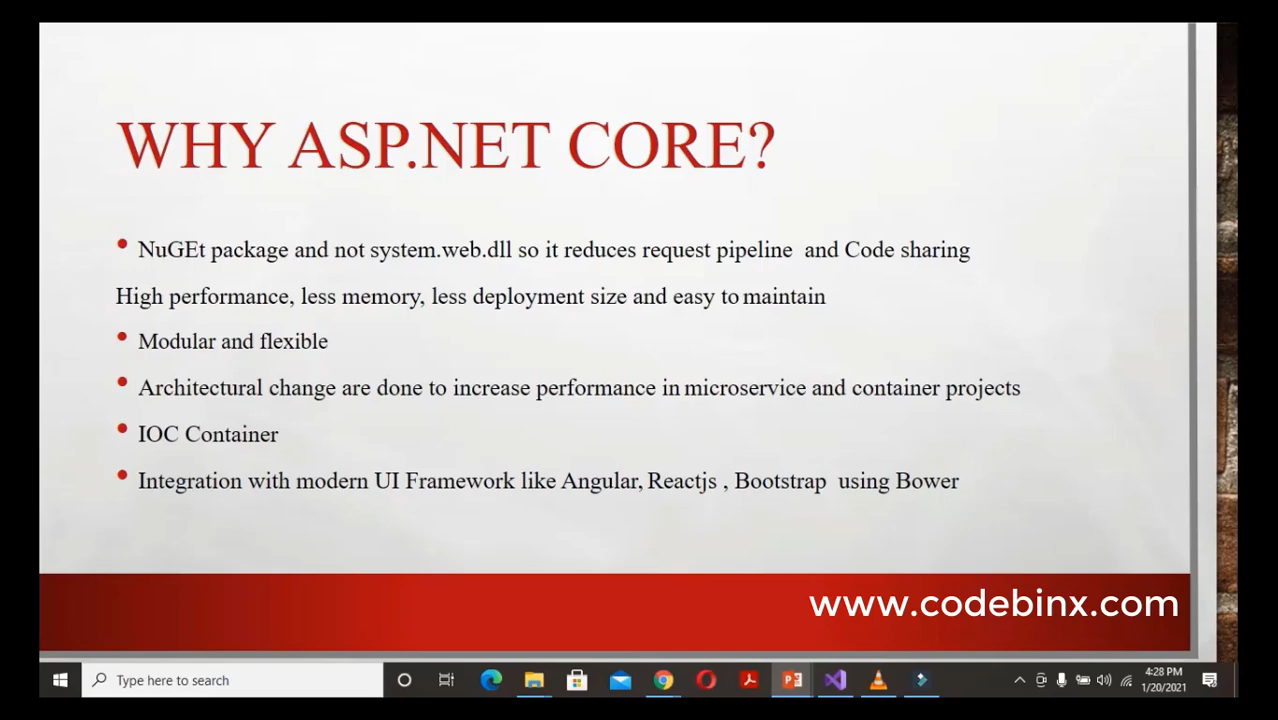 WHY ASP.NET CORE?
• NuGEt package and not system.web.dll so it reduces request pipeline and Code sharing
High performance, less memory, less deployment size and easy to maintain
• Modular and flexible
• Architectural change are done to increase performance in microservice and container projects
• IOC Container
• Integration with modern UI Framework like Angular, Reactjs , Bootstrap using Bower
www.codebinx.com
Type here to search
4:28 PM
1/20/2021